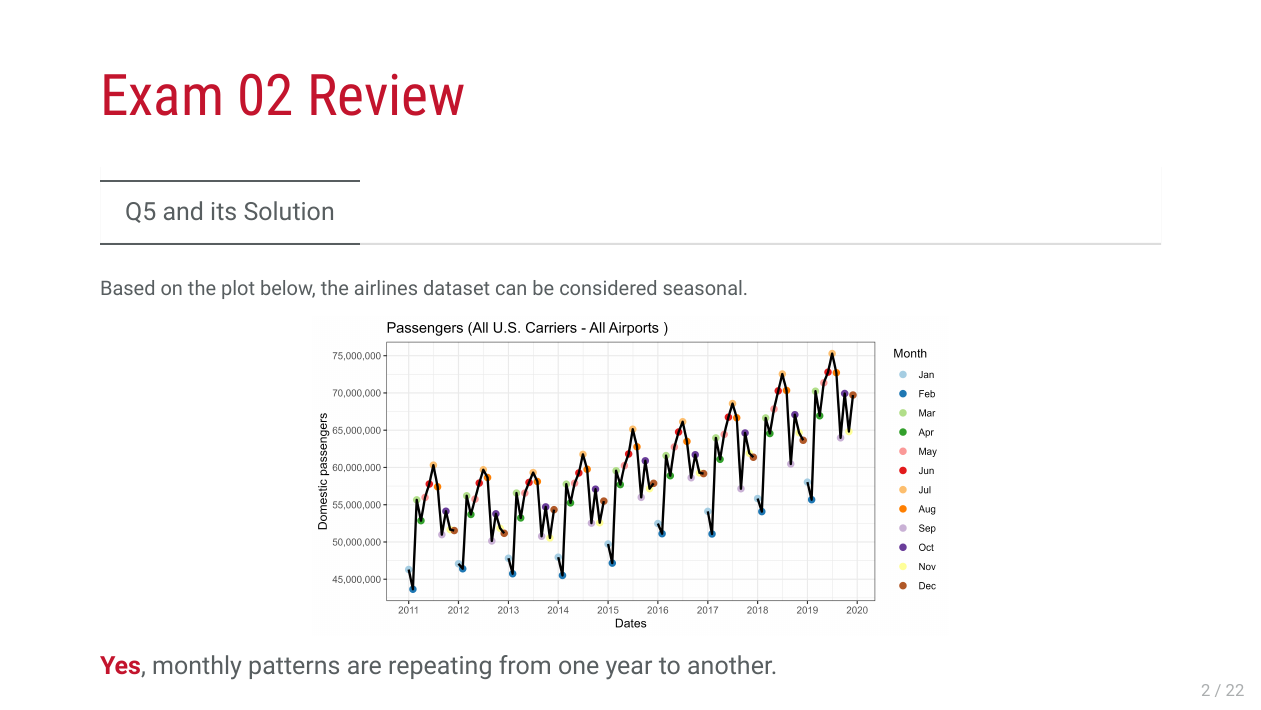 Exam 02 Review
Q5 and its Solution
Based on the plot below, the airlines dataset can be considered seasonal.
Passengers (All U.S. Carriers - All Airports )
75,000,000
70,000,000
65,000,000
60,000,000
55,000,000
50,000,000
45,000,000
Domestic passengers
2011 2012 2013 2014 2015 2016 2017 2018 2019 2020
Dates
Month
Jan
Feb
Mar
Apr
May
Jun
Jul
Aug
Sep
Oct
Nov
Dec
Yes, monthly patterns are repeating from one year to another.
2 / 22